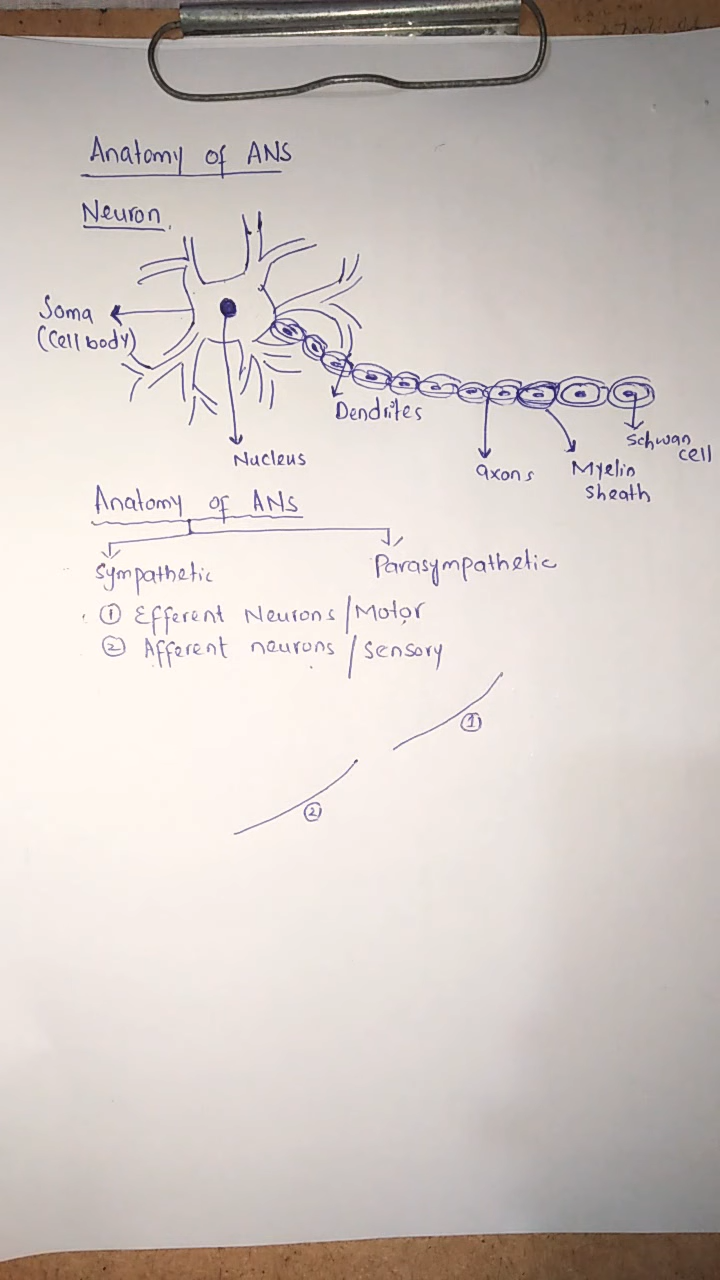 Anatomy of ANS
Neuron.
Soma
(Cell body)
Dendrites
Nucleus
axons
Myelin
sheath
Schwan
cell
Anatomy of ANS
Sympathetic
Parasympathetic
① Efferent Neurons / Motor
② Afferent neurons / sensory
①
②